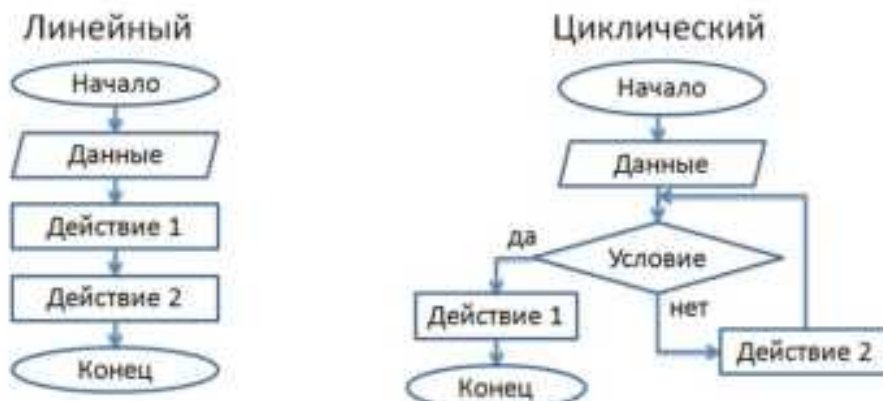 Линейный
Начало
Данные
Действие 1
Действие 2
Конец
Циклический
Начало
Данные
Условие
да
нет
Действие 1
Действие 2
Конец